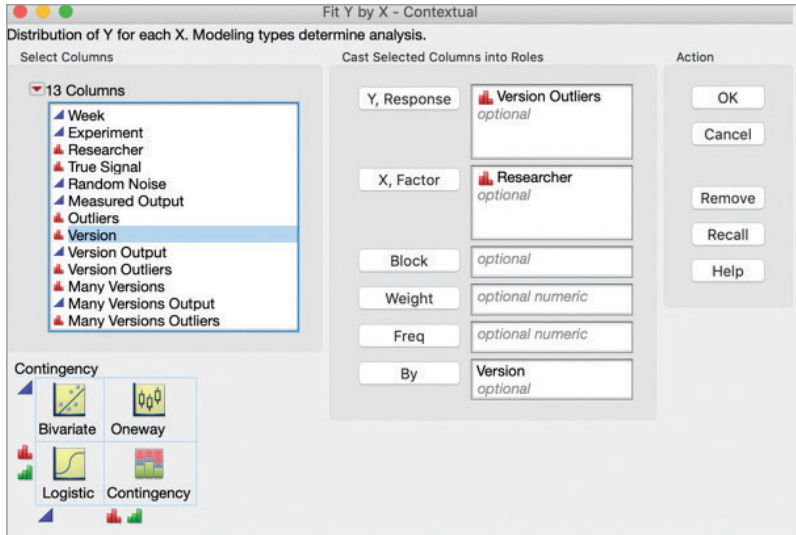 Fit Y by X - Contextual
Distribution of Y for each X. Modeling types determine analysis.
Select Columns
13 Columns
Week
Experiment
Researcher
True Signal
Random Noise
Measured Output
Outliers
Version
Version Output
Version Outliers
Many Versions
Many Versions Output
Many Versions Outliers
Cast Selected Columns into Roles
Y, Response
Version Outliers
optional
X, Factor
Researcher
optional
Block
optional
Weight
optional numeric
Freq
optional numeric
By
Version
optional
Action
OK
Cancel
Remove
Recall
Help
Contingency
Bivariate Oneway
Logistic Contingency